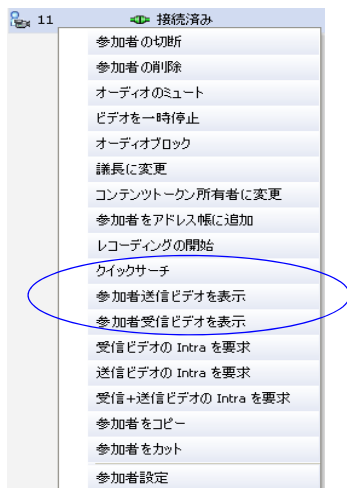 11 接続済み
参加者の切断
参加者の削除
オーディオのミュート
ビデオを一時停止
オーディオブロック
議長に変更
コンテンツトークン所有者に変更
参加者をアドレス帳に追加
レコーディングの開始
クイックサーチ
参加者送信ビデオを表示
参加者受信ビデオを表示
受信ビデオの Intra を要求
送信ビデオの Intra を要求
受信+送信ビデオの Intra を要求
参加者をコピー
参加者をカット
参加者設定